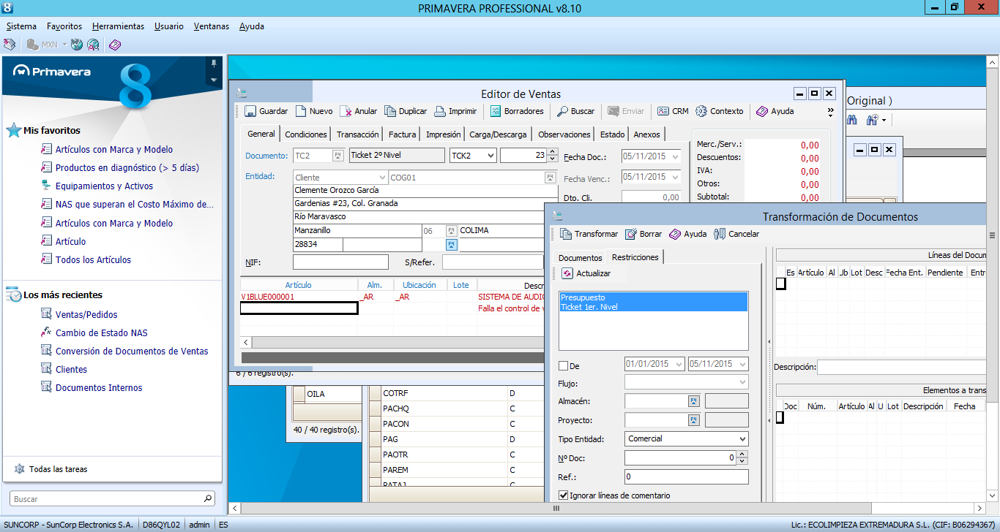 PRIMAVERA PROFESSIONAL v8.10
Sistema Favoritos Herramientas Usuario Ventanas Ayuda
MXN
Primavera 8
Mis favoritos
Artículos con Marca y Modelo
Productos en diagnóstico (> 5 días)
Equipamientos y Activos
NAS que superan el Costo Máximo de...
Artículos con Marca y Modelo
Artículo
Todos los Artículos
Los más recientes
Ventas/Pedidos
Cambio de Estado NAS
Conversión de Documentos de Ventas
Clientes
Documentos Internos
Todas las tareas
Buscar
Editor de Ventas
Guardar Nuevo Anular Duplicar Imprimir Borradores Buscar Enviar CRM Contexto Ayuda
General Condiciones Transacción Factura Impresión Carga/Descarga Observaciones Estado Anexos
Documento: TC2 F4 Ticket 2º Nivel TCK2 23 Fecha Doc.: 05/11/2015
Entidad: Cliente COG01 F4 Fecha Venc.: 05/11/2015
Clemente Orozco García Dto. Cli. 0,00
Gardenias #23, Col. Granada
Río Maravasco
Manzanillo 06 F4 COLIMA
28834 F4
NIF: S/Refer.
Merc./Serv.: 0,00
Descuentos: 0,00
IVA: 0,00
Otros: 0,00
Subtotal: 0,00
Artículo Alm. Ubicación Lote Descr
V1BLUE000001 _AR _AR SISTEMA DE AUDIO
Falla el control de v
6 / 6 registro(s).
Original )
OILA
40 / 40 registro(s).
COTRF D
PACHQ C
PACON C
PAG D
PAOTR C
PAREM C
PATAJ C
Transformación de Documentos
Transformar Borrar Ayuda Cancelar
Documentos Restricciones
Actualizar
Presupuesto
Ticket 1er. Nivel
De 01/01/2015 05/11/2015
Flujo:
Almacén: F4
Proyecto: F4
Tipo Entidad: Comercial
Nº Doc: 0
Ref.: 0
Ignorar líneas de comentario
Líneas del Docum
Es Artículo Al Ub Lot Desc Fecha Ent. Pendiente Entr
Descripción:
Elementos a trans
Doc Núm. Artículo Al U Lot Descripción Fecha
SUNCORP - SunCorp Electronics S.A. D86QYL02 admin ES Lic.: ECOLIMPIEZA EXTREMADURA S.L. (CIF: B06294367)